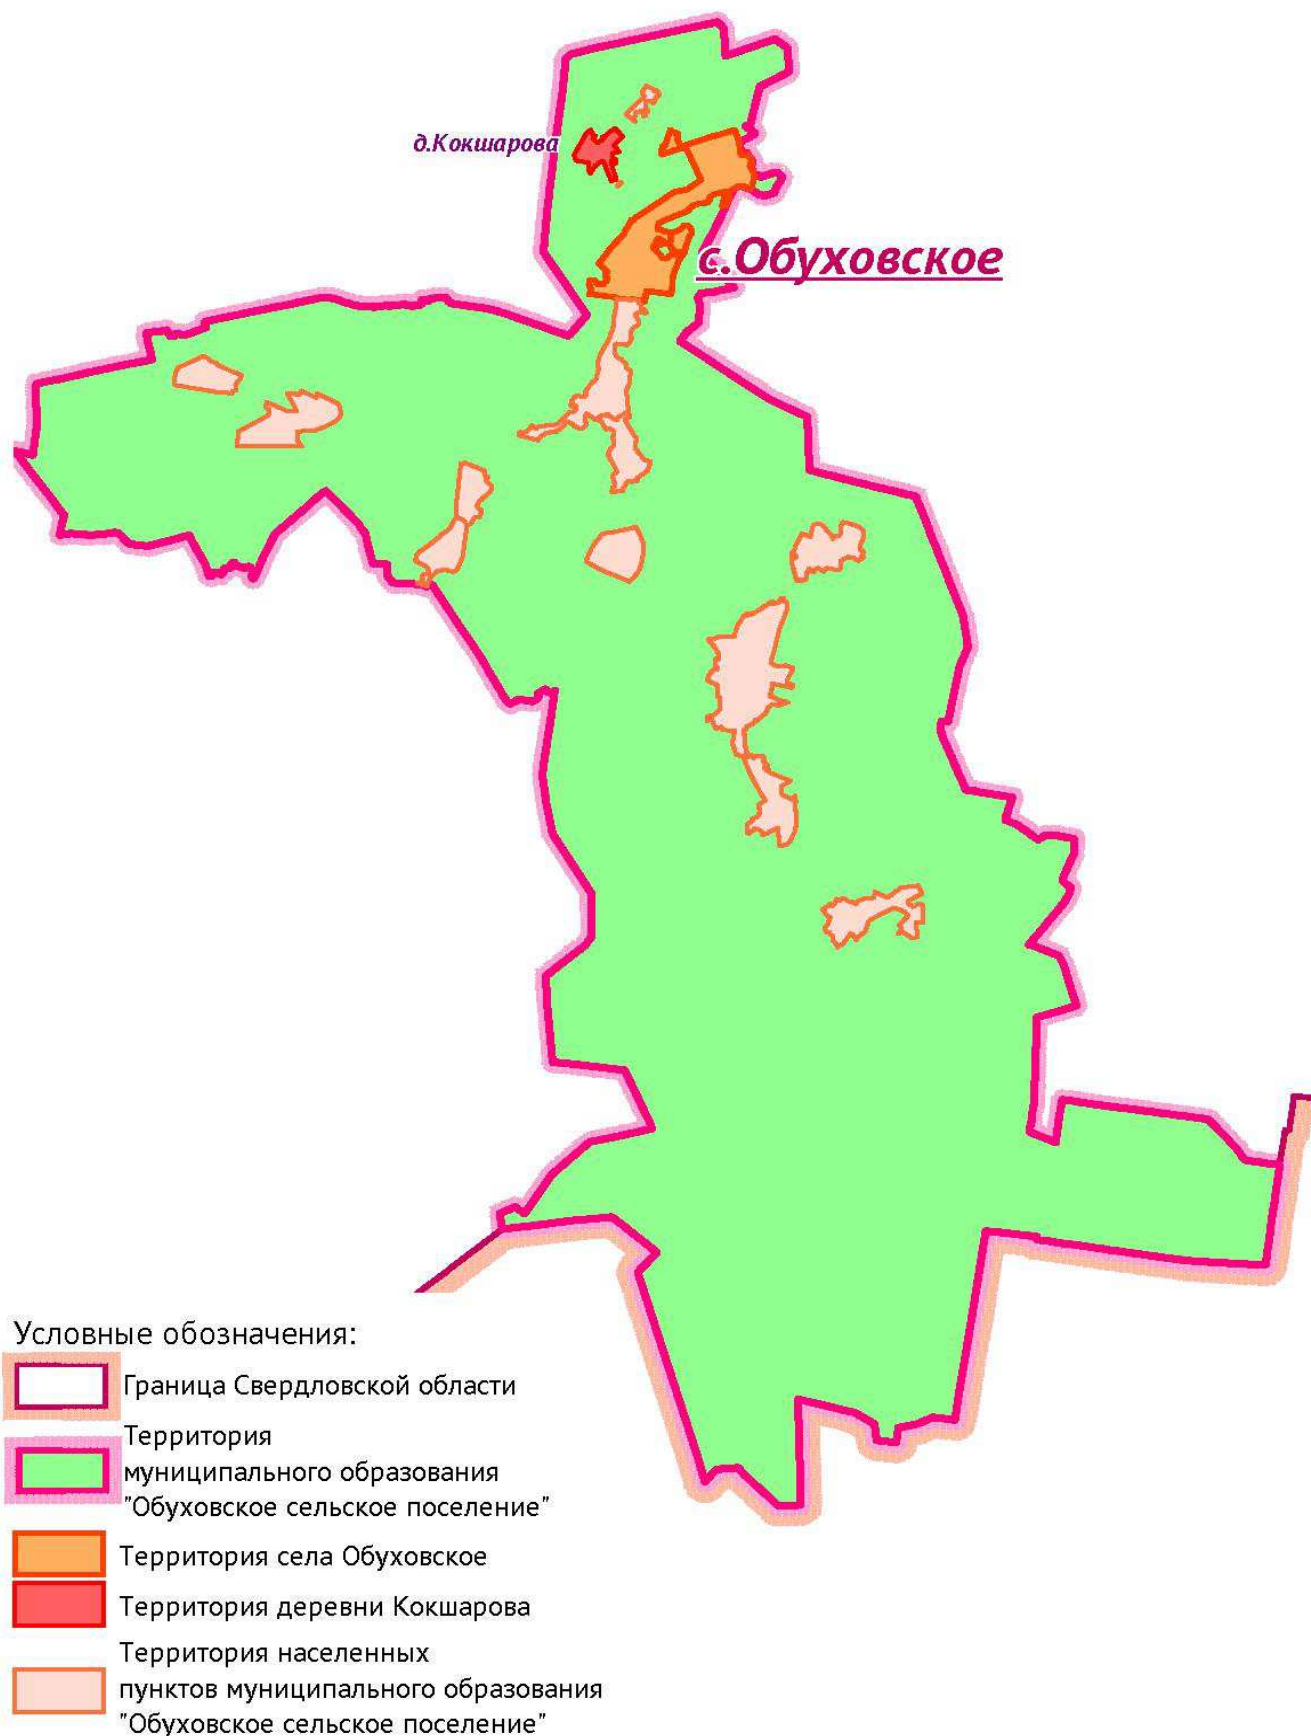 д.Кокшарова
с.Обуховское
Условные обозначения:
Граница Свердловской области
Территория
муниципального образования
"Обуховское сельское поселение"
Территория села Обуховское
Территория деревни Кокшарова
Территория населенных
пунктов муниципального образования
"Обуховское сельское поселение"